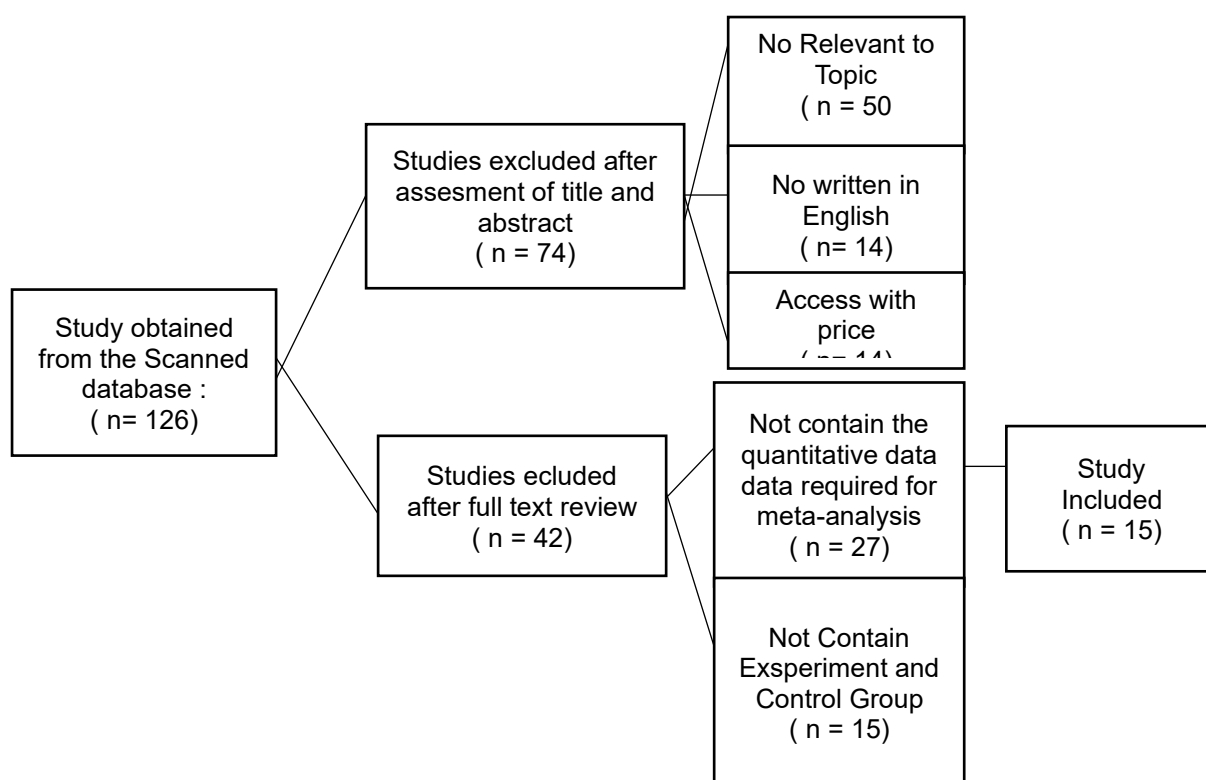 Study obtained
from the Scanned
database :
( n= 126)
Studies excluded after
assesment of title and
abstract
( n = 74)
Studies ecluded
after full text review
( n = 42)
No Relevant to
Topic
( n = 50
No written in
English
( n= 14)
Access with
price
( n= 14)
Not contain the
quantitative data
data required for
meta-analysis
( n = 27)
Not Contain
Exsperiment and
Control Group
( n = 15)
Study
Included
( n = 15)